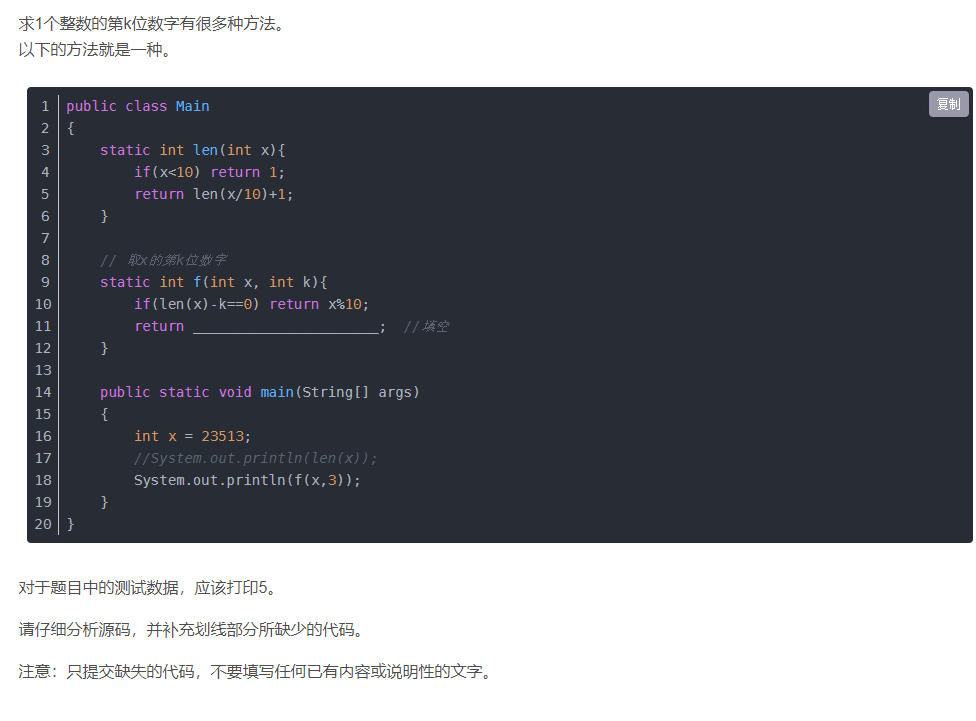 求1个整数的第k位数字有很多种方法。
以下的方法就是一种。
复制
1 public class Main
2 {
3     static int len(int x){
4         if(x<10) return 1;
5         return len(x/10)+1;
6     }
7
8     // 取x的第k位数字
9     static int f(int x, int k){
10         if(len(x)-k==0) return x%10;
11         return ______________________;  //填空
12     }
13
14     public static void main(String[] args)
15     {
16         int x = 23513;
17         //System.out.println(len(x));
18         System.out.println(f(x,3));
19     }
20 }
对于题目中的测试数据，应该打印5。
请仔细分析源码，并补充划线部分所缺少的代码。
注意：只提交缺失的代码，不要填写任何已有内容或说明性的文字。